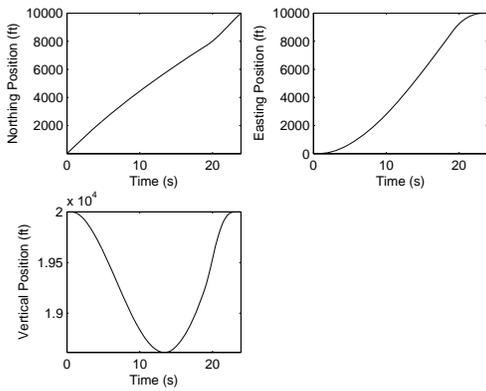 10000
8000
6000
4000
2000
0 10 20
Northing Position (ft)
Time (s)
10000
8000
6000
4000
2000
0
0 10 20
Easting Position (ft)
Time (s)
x 10^4
2
1.95
1.9
0 10 20
Vertical Position (ft)
Time (s)